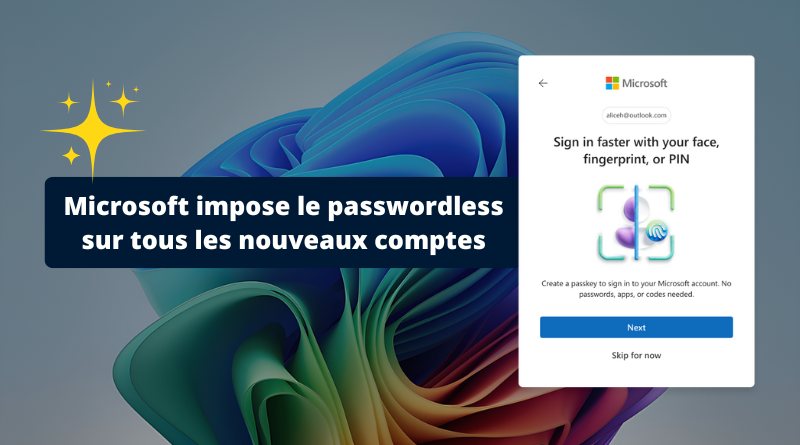 Microsoft impose le passwordless
sur tous les nouveaux comptes
Microsoft
aliceh@outlook.com
Sign in faster with your face,
fingerprint, or PIN
Create a passkey to sign in to your Microsoft account. No
passwords, apps, or codes needed.
Next
Skip for now